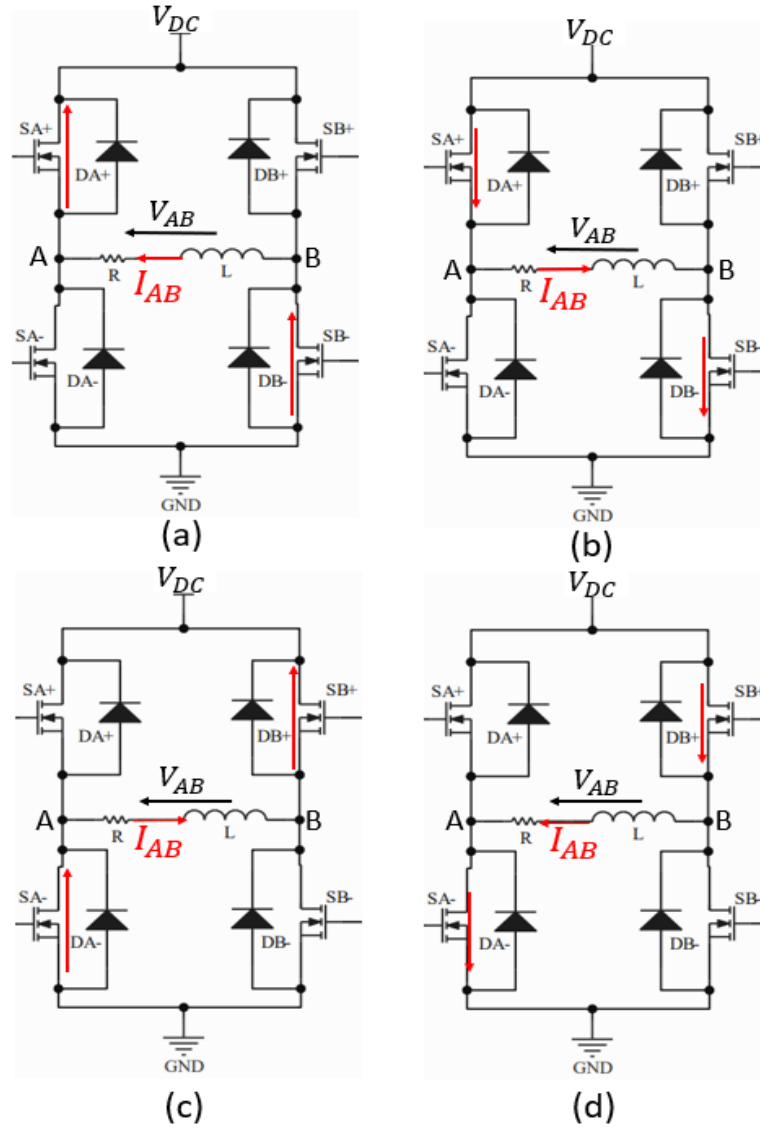 V_DC
SA+ DA+ DB+ SB+
V_AB
A R I_AB L B
SA- DA- DB- SB-
GND
(a)
V_DC
SA+ DA+ DB+ SB+
V_AB
A R I_AB L B
SA- DA- DB- SB-
GND
(b)
V_DC
SA+ DA+ DB+ SB+
V_AB
A R I_AB L B
SA- DA- DB- SB-
GND
(c)
V_DC
SA+ DA+ DB+ SB+
V_AB
A R I_AB L B
SA- DA- DB- SB-
GND
(d)